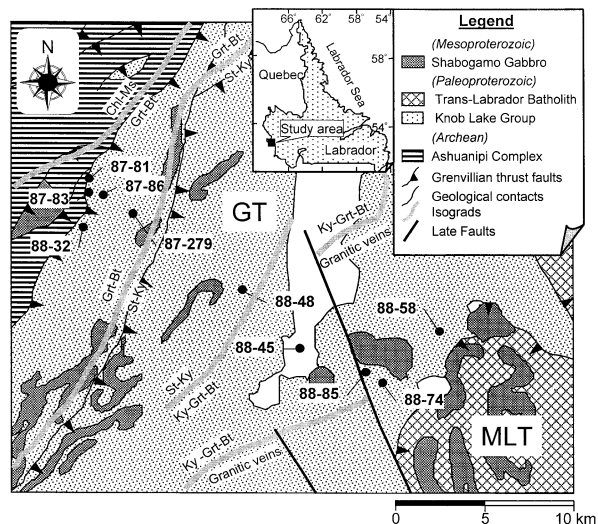 N
66° 62° 58° 54°
58°
54°
Quebec
Labrador Sea
Study area
Labrador
Legend
(Mesoproterozoic)
Shabogamo Gabbro
(Paleoproterozoic)
Trans-Labrador Batholith
Knob Lake Group
(Archean)
Ashuanipi Complex
Grenvillian thrust faults
Geological contacts
Isograds
Late Faults
Chl-Ms
Grt-Bt
Grt-Bt
St-Ky
87-81
87-86
87-83
88-32
87-279
GT
Ky-Grt-Bt
Granitic veins
Grt-Bt
St-Ky
88-48
88-58
88-45
St-Ky
Ky-Grt-Bt
88-85
88-74
MLT
Ky-Grt-Bt
Granitic veins
0 5 10 km